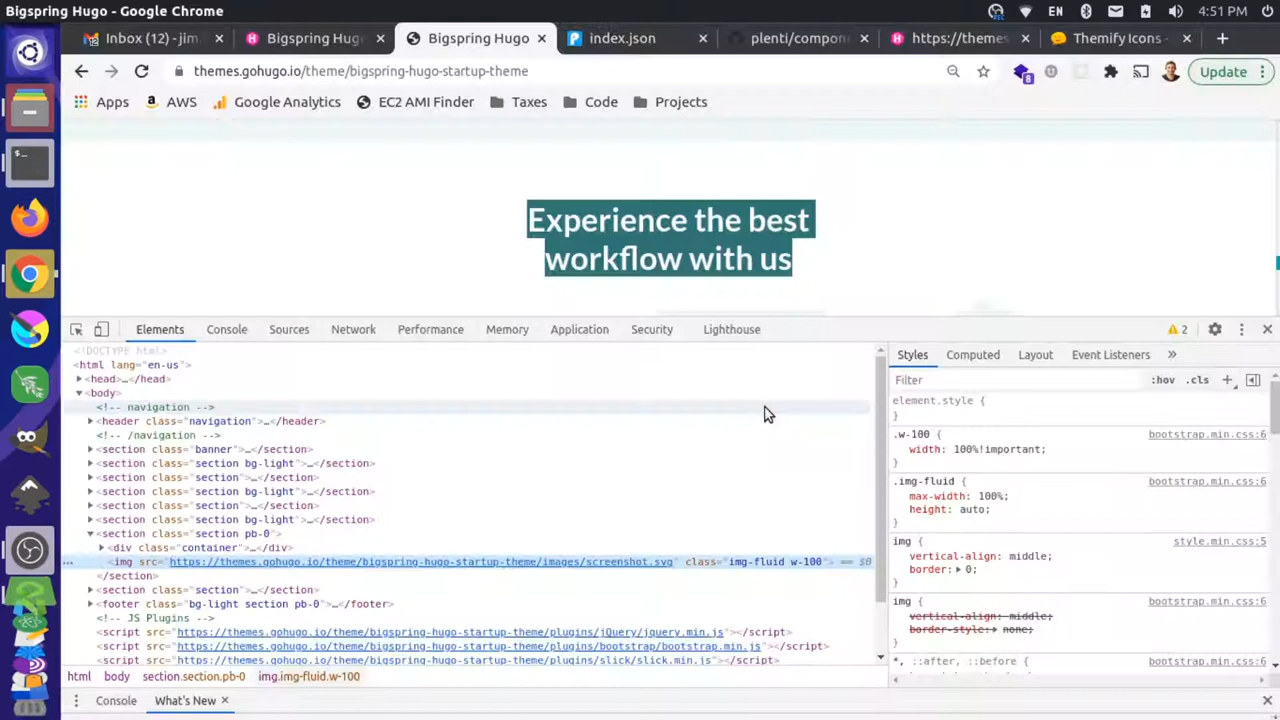 Bigspring Hugo - Google Chrome
EN
4:51 PM
Inbox (12) - jim.
Bigspring Hugo
Bigspring Hugo
index.json
plenti/compon
https://themes
Themify Icons -
themes.gohugo.io/theme/bigspring-hugo-startup-theme
8
Update
Apps
AWS
Google Analytics
EC2 AMI Finder
Taxes
Code
Projects
Experience the best
workflow with us
Elements
Console
Sources
Network
Performance
Memory
Application
Security
Lighthouse
2
<!DOCTYPE html>
<html lang="en-us">
<head>…</head>
<body>
<!-- navigation -->
<header class="navigation">…</header>
<!-- /navigation -->
<section class="banner">…</section>
<section class="section bg-light">…</section>
<section class="section">…</section>
<section class="section bg-light">…</section>
<section class="section">…</section>
<section class="section bg-light">…</section>
<section class="section pb-0">
<div class="container">…</div>
<img src="https://themes.gohugo.io/theme/bigspring-hugo-startup-theme/images/screenshot.svg" class="img-fluid w-100"> == $0
</section>
<section class="section">…</section>
<footer class="bg-light section pb-0">…</footer>
<!-- JS Plugins -->
<script src="https://themes.gohugo.io/theme/bigspring-hugo-startup-theme/plugins/jQuery/jquery.min.js"></script>
<script src="https://themes.gohugo.io/theme/bigspring-hugo-startup-theme/plugins/bootstrap/bootstrap.min.js"></script>
<script src="https://themes.gohugo.io/theme/bigspring-hugo-startup-theme/plugins/slick/slick.min.js"></script>
html
body
section.section.pb-0
img.img-fluid.w-100
Styles
Computed
Layout
Event Listeners
Filter
:hov
.cls
element.style {
}
.w-100 {
bootstrap.min.css:6
width: 100%!important;
}
.img-fluid {
bootstrap.min.css:6
max-width: 100%;
height: auto;
}
img {
style.min.css:5
vertical-align: middle;
border: 0;
}
img {
bootstrap.min.css:6
vertical-align: middle;
border-style: none;
}
*, ::after, ::before {
bootstrap.min.css:6
Console
What's New